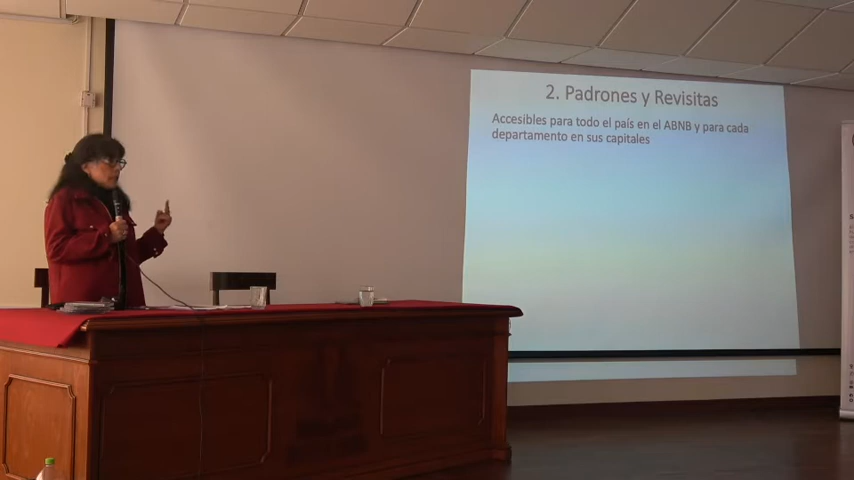 2. Padrones y Revisitas
Accesibles para todo el país en el ABNB y para cada
departamento en sus capitales